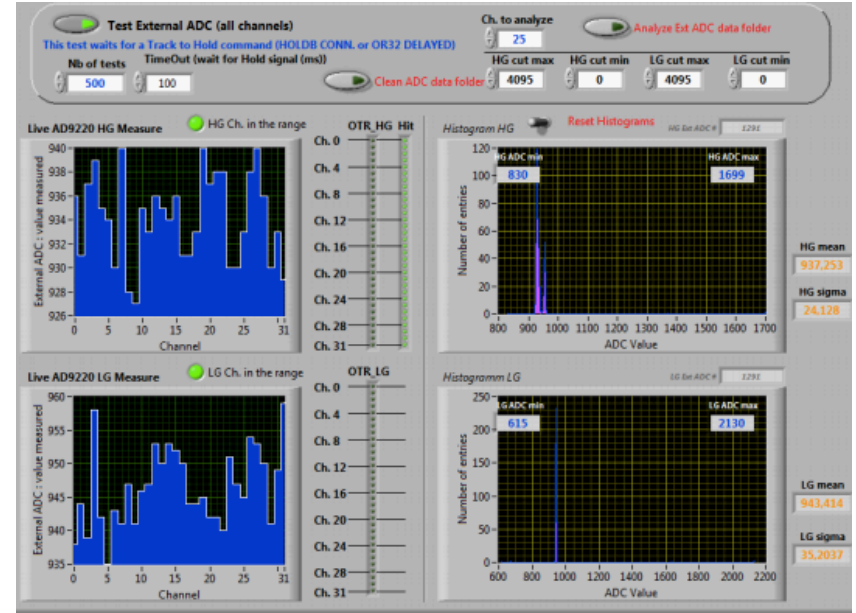 Test External ADC (all channels)
This test waits for a Track to Hold command (HOLDB CONN. or OR32 DELAYED)
Nb of tests
500
TimeOut (wait for Hold signal (ms))
100
Clean ADC data folder
Ch. to analyze
25
Analyze Ext ADC data folder
HG cut max HG cut min LG cut max LG cut min
4095 0 4095 0
Live AD9220 HG Measure
HG Ch. in the range
External ADC : value measured
940
938
936
934
932
930
928
926
0 5 10 15 20 25 31
Channel
OTR_HG Hit
Ch. 0
Ch. 4
Ch. 8
Ch. 12
Ch. 16
Ch. 20
Ch. 24
Ch. 28
Ch. 31
Histogram HG
Reset Histograms
HG Ext ADC # 1291
HG ADC min
830
HG ADC max
1699
Number of entries
120
100
80
60
40
20
0
800 900 1000 1100 1200 1300 1400 1500 1600 1700
ADC Value
HG mean
937,253
HG sigma
24,128
Live AD9220 LG Measure
LG Ch. in the range
External ADC : value measured
960
955
950
945
940
935
0 5 10 15 20 25 31
Channel
OTR_LG
Ch. 0
Ch. 4
Ch. 8
Ch. 12
Ch. 16
Ch. 20
Ch. 24
Ch. 28
Ch. 31
Histogramm LG
LG Ext ADC # 1291
LG ADC min
615
LG ADC max
2130
Number of entries
250
200
150
100
50
0
600 800 1000 1200 1400 1600 1800 2000 2200
ADC Value
LG mean
943,414
LG sigma
35,2037